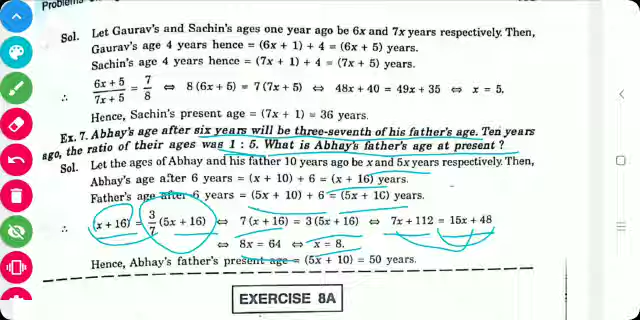 Problems
Sol. Let Gaurav's and Sachin's ages one year ago be 6x and 7x years respectively. Then,
Gaurav's age 4 years hence = (6x + 1) + 4 = (6x + 5) years.
Sachin's age 4 years hence = (7x + 1) + 4 = (7x + 5) years.
∴ (6x + 5)/(7x + 5) = 7/8 ⇔ 8 (6x + 5) = 7 (7x + 5) ⇔ 48x + 40 = 49x + 35 ⇔ x = 5.
Hence, Sachin's present age = (7x + 1) = 36 years.
Ex. 7. Abhay's age after six years will be three-seventh of his father's age. Ten years
ago, the ratio of their ages was 1 : 5. What is Abhay's father's age at present ?
Sol. Let the ages of Abhay and his father 10 years ago be x and 5x years respectively. Then,
Abhay's age after 6 years = (x + 10) + 6 = (x + 16) years.
Father's age after 6 years = (5x + 10) + 6 = (5x + 16) years.
∴ (x + 16) = 3/7 (5x + 16) ⇔ 7 (x + 16) = 3 (5x + 16) ⇔ 7x + 112 = 15x + 48
⇔ 8x = 64 ⇔ x = 8.
Hence, Abhay's father's present age = (5x + 10) = 50 years.
EXERCISE 8A